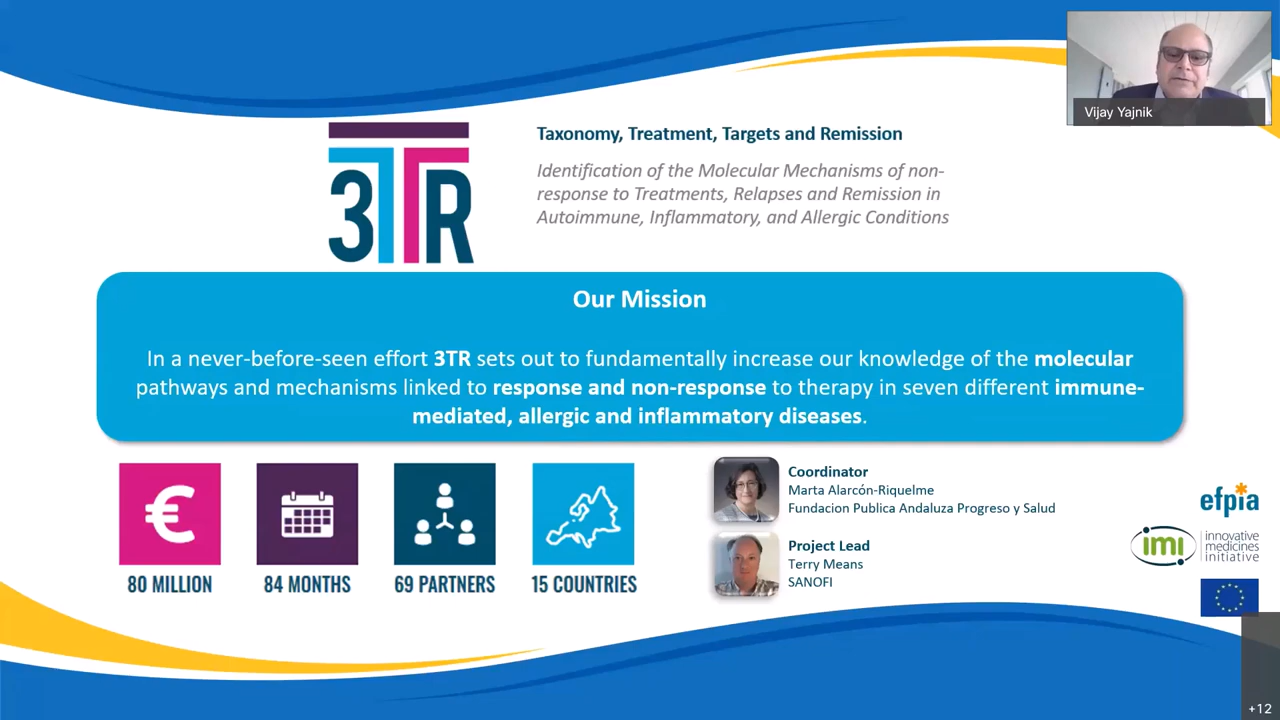 Vijay Yajnik
3TR
Taxonomy, Treatment, Targets and Remission
Identification of the Molecular Mechanisms of non-
response to Treatments, Relapses and Remission in
Autoimmune, Inflammatory, and Allergic Conditions
Our Mission
In a never-before-seen effort 3TR sets out to fundamentally increase our knowledge of the molecular
pathways and mechanisms linked to response and non-response to therapy in seven different immune-
mediated, allergic and inflammatory diseases.
80 MILLION
84 MONTHS
69 PARTNERS
15 COUNTRIES
Coordinator
Marta Alarcón-Riquelme
Fundacion Publica Andaluza Progreso y Salud
Project Lead
Terry Means
SANOFI
efpia
imi
innovative
medicines
initiative
+12